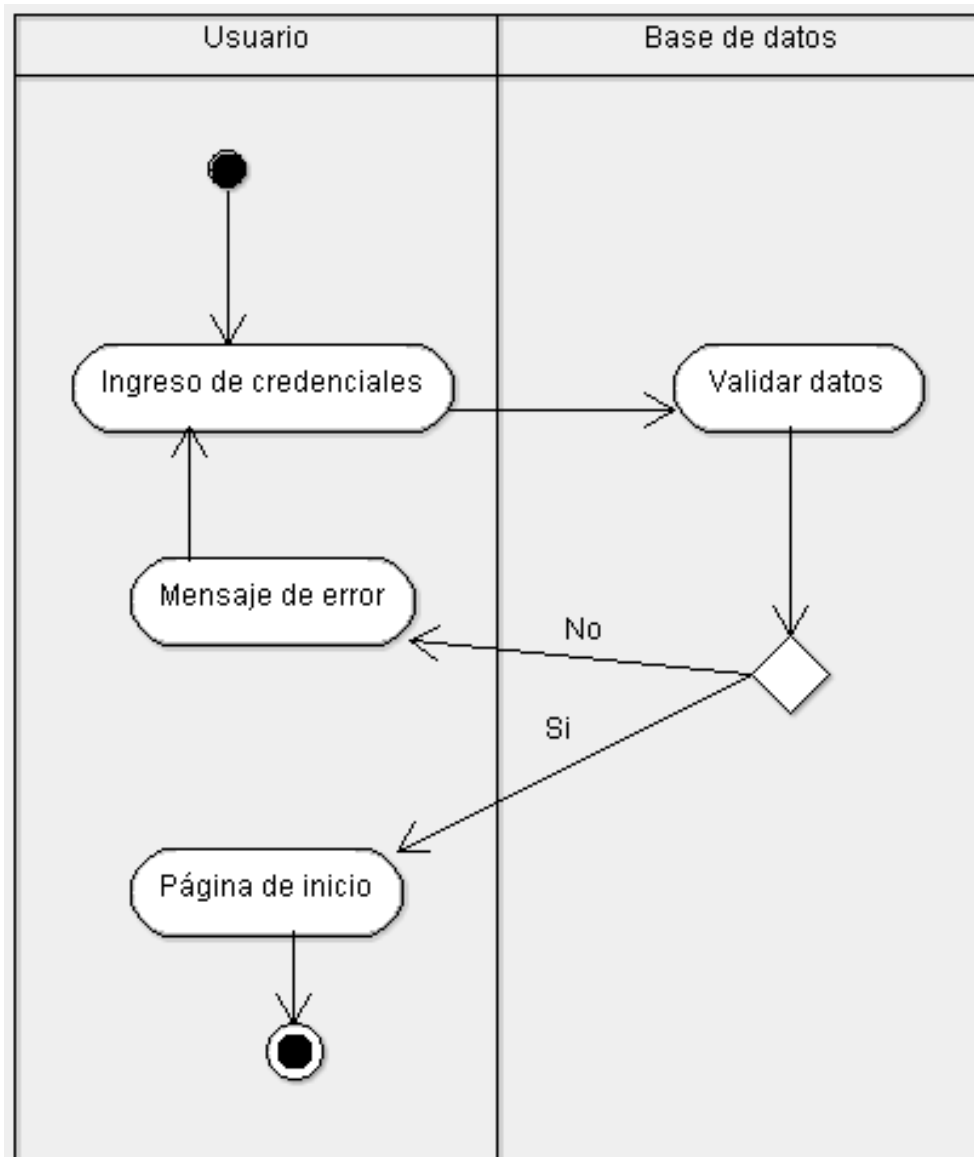 Usuario
Base de datos
Ingreso de credenciales
Validar datos
Mensaje de error
No
Si
Página de inicio